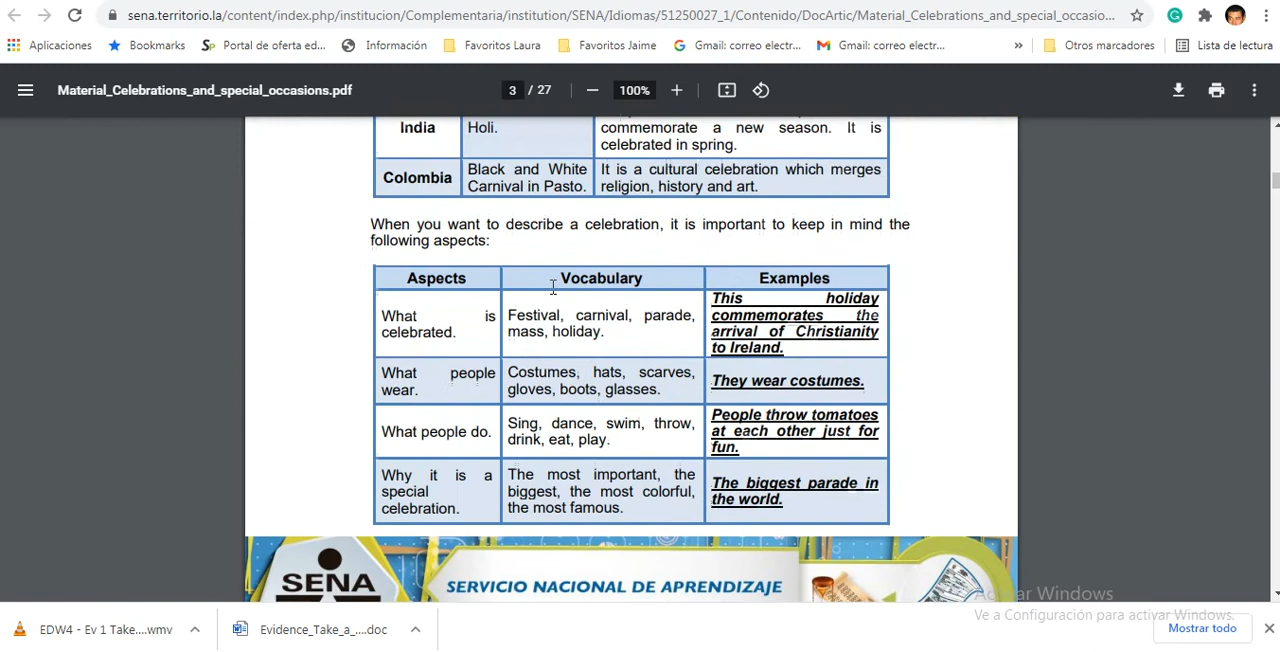 sena.territorio.la/content/index.php/institucion/Complementaria/institution/SENA/Idiomas/51250027_1/Contenido/DocArtic/Material_Celebrations_and_special_occasio...
Aplicaciones Bookmarks Portal de oferta ed... Información Favoritos Laura Favoritos Jaime Gmail: correo electr... Gmail: correo electr... » Otros marcadores Lista de lectura
Material_Celebrations_and_special_occasions.pdf 3 / 27 100%
India Holi. commemorate a new season. It is
celebrated in spring.
Colombia Black and White It is a cultural celebration which merges
Carnival in Pasto. religion, history and art.
When you want to describe a celebration, it is important to keep in mind the
following aspects:
Aspects Vocabulary Examples
What is
celebrated.
Festival, carnival, parade,
mass, holiday.
This holiday
commemorates the
arrival of Christianity
to Ireland.
What people
wear.
Costumes, hats, scarves,
gloves, boots, glasses.
They wear costumes.
What people do.
Sing, dance, swim, throw,
drink, eat, play.
People throw tomatoes
at each other just for
fun.
Why it is a
special
celebration.
The most important, the
biggest, the most colorful,
the most famous.
The biggest parade in
the world.
SENA
SERVICIO NACIONAL DE APRENDIZAJE
Activar Windows
Ve a Configuración para activar Windows.
EDW4 - Ev 1 Take....wmv Evidence_Take_a_....doc Mostrar todo